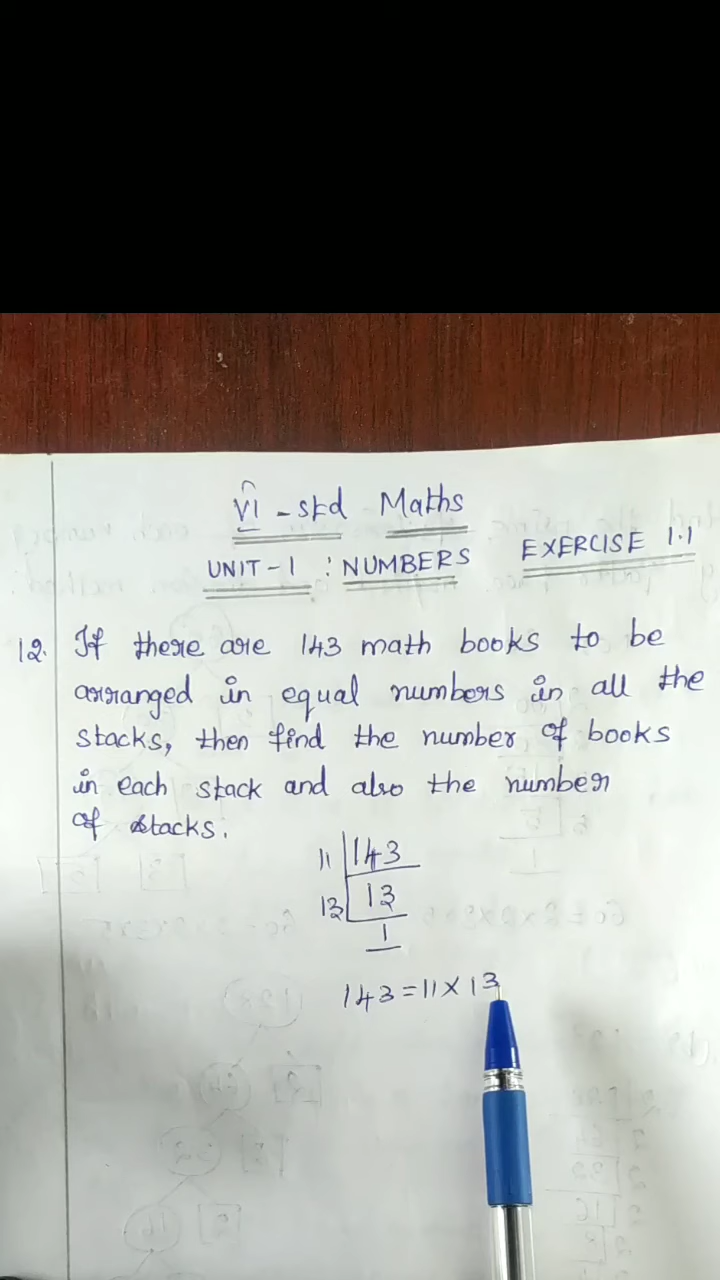 VI - std Maths
UNIT - 1 : NUMBERS EXERCISE 1.1
12. If there are 143 math books to be
arranged in equal numbers in all the
stacks, then find the number of books
in each stack and also the number
of stacks.
11 143
13 13
1
143 = 11 × 13